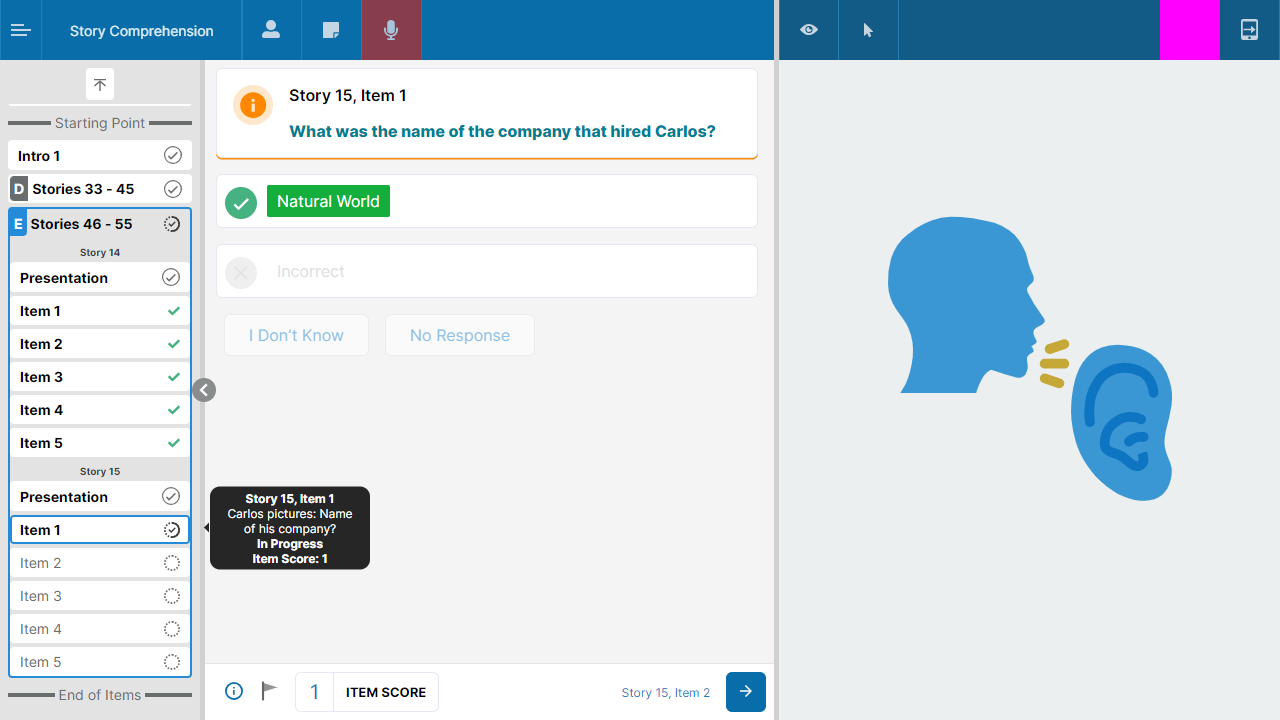 Story Comprehension
Starting Point
Intro 1
D Stories 33 - 45
E Stories 46 - 55
Story 14
Presentation
Item 1
Item 2
Item 3
Item 4
Item 5
Story 15
Presentation
Item 1
Item 2
Item 3
Item 4
Item 5
End of Items
Story 15, Item 1
What was the name of the company that hired Carlos?
Natural World
Incorrect
I Don't Know
No Response
Story 15, Item 1
Carlos pictures: Name
of his company?
In Progress
Item Score: 1
1 ITEM SCORE
Story 15, Item 2